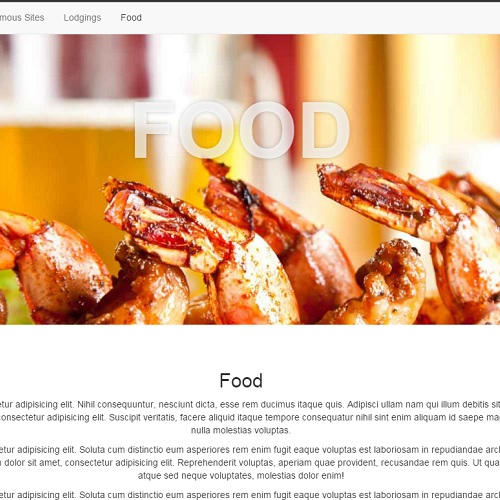 mous Sites Lodgings Food
FOOD
Food
tur adipisicing elit. Nihil consequuntur, nesciunt dicta, esse rem ducimus itaque quis. Adipisci ullam nam qui illum debitis sit
consectetur adipisicing elit. Suscipit veritatis, facere aliquid itaque tempore consequatur nihil sint enim aliquam id saepe ma
nulla molestias voluptas.
etur adipisicing elit. Soluta cum distinctio eum asperiores rem enim fugit eaque voluptas est laboriosam in repudiandae arc
dolor sit amet, consectetur adipisicing elit. Reprehenderit voluptas, aperiam quae provident, recusandae rem quis. Ut qua
atque sed neque voluptates, molestias dolor enim!
etur adipisicing elit. Soluta cum distinctio eum asperiores rem enim fugit eaque voluptas est laboriosam in repudiandae arc